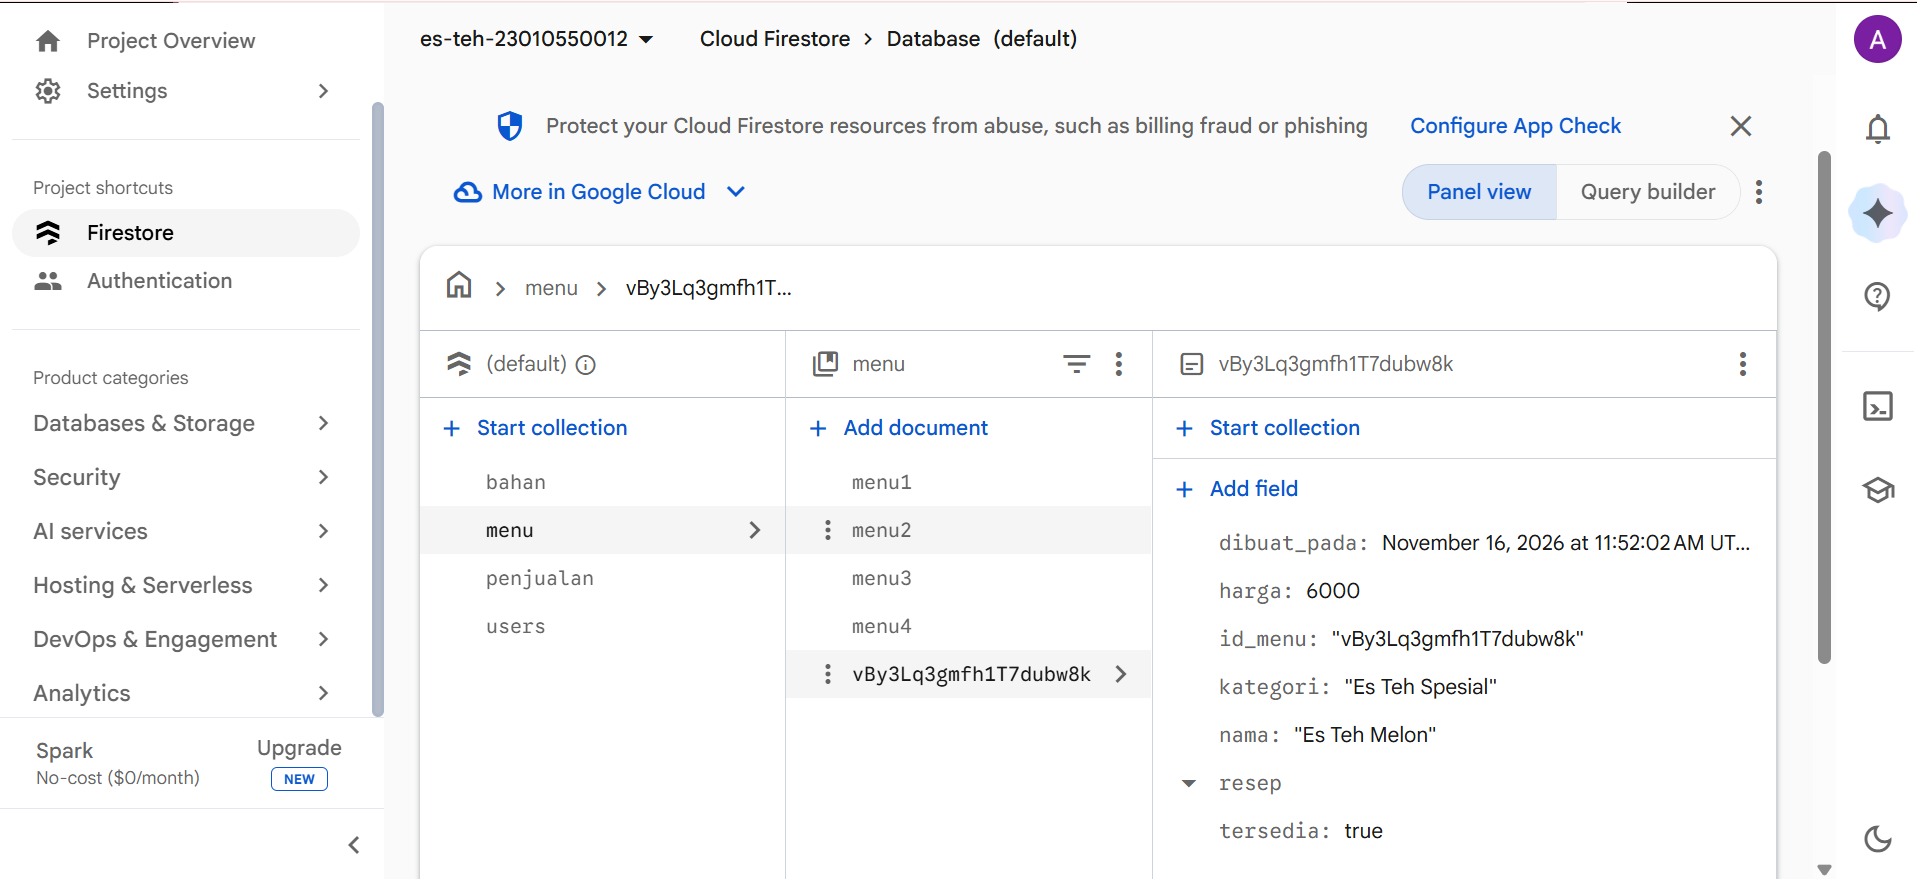 Project Overview
Settings
Project shortcuts
Firestore
Authentication
Product categories
Databases & Storage
Security
AI services
Hosting & Serverless
DevOps & Engagement
Analytics
Spark
No-cost ($0/month)
Upgrade
NEW
es-teh-23010550012
Cloud Firestore > Database (default)
Protect your Cloud Firestore resources from abuse, such as billing fraud or phishing
Configure App Check
More in Google Cloud
Panel view
Query builder
menu > vBy3Lq3gmfh1T...
(default)
Start collection
bahan
menu
penjualan
users
menu
Add document
menu1
menu2
menu3
menu4
vBy3Lq3gmfh1T7dubw8k
vBy3Lq3gmfh1T7dubw8k
Start collection
Add field
dibuat_pada: November 16, 2026 at 11:52:02 AM UT...
harga: 6000
id_menu: "vBy3Lq3gmfh1T7dubw8k"
kategori: "Es Teh Spesial"
nama: "Es Teh Melon"
resep
tersedia: true
A